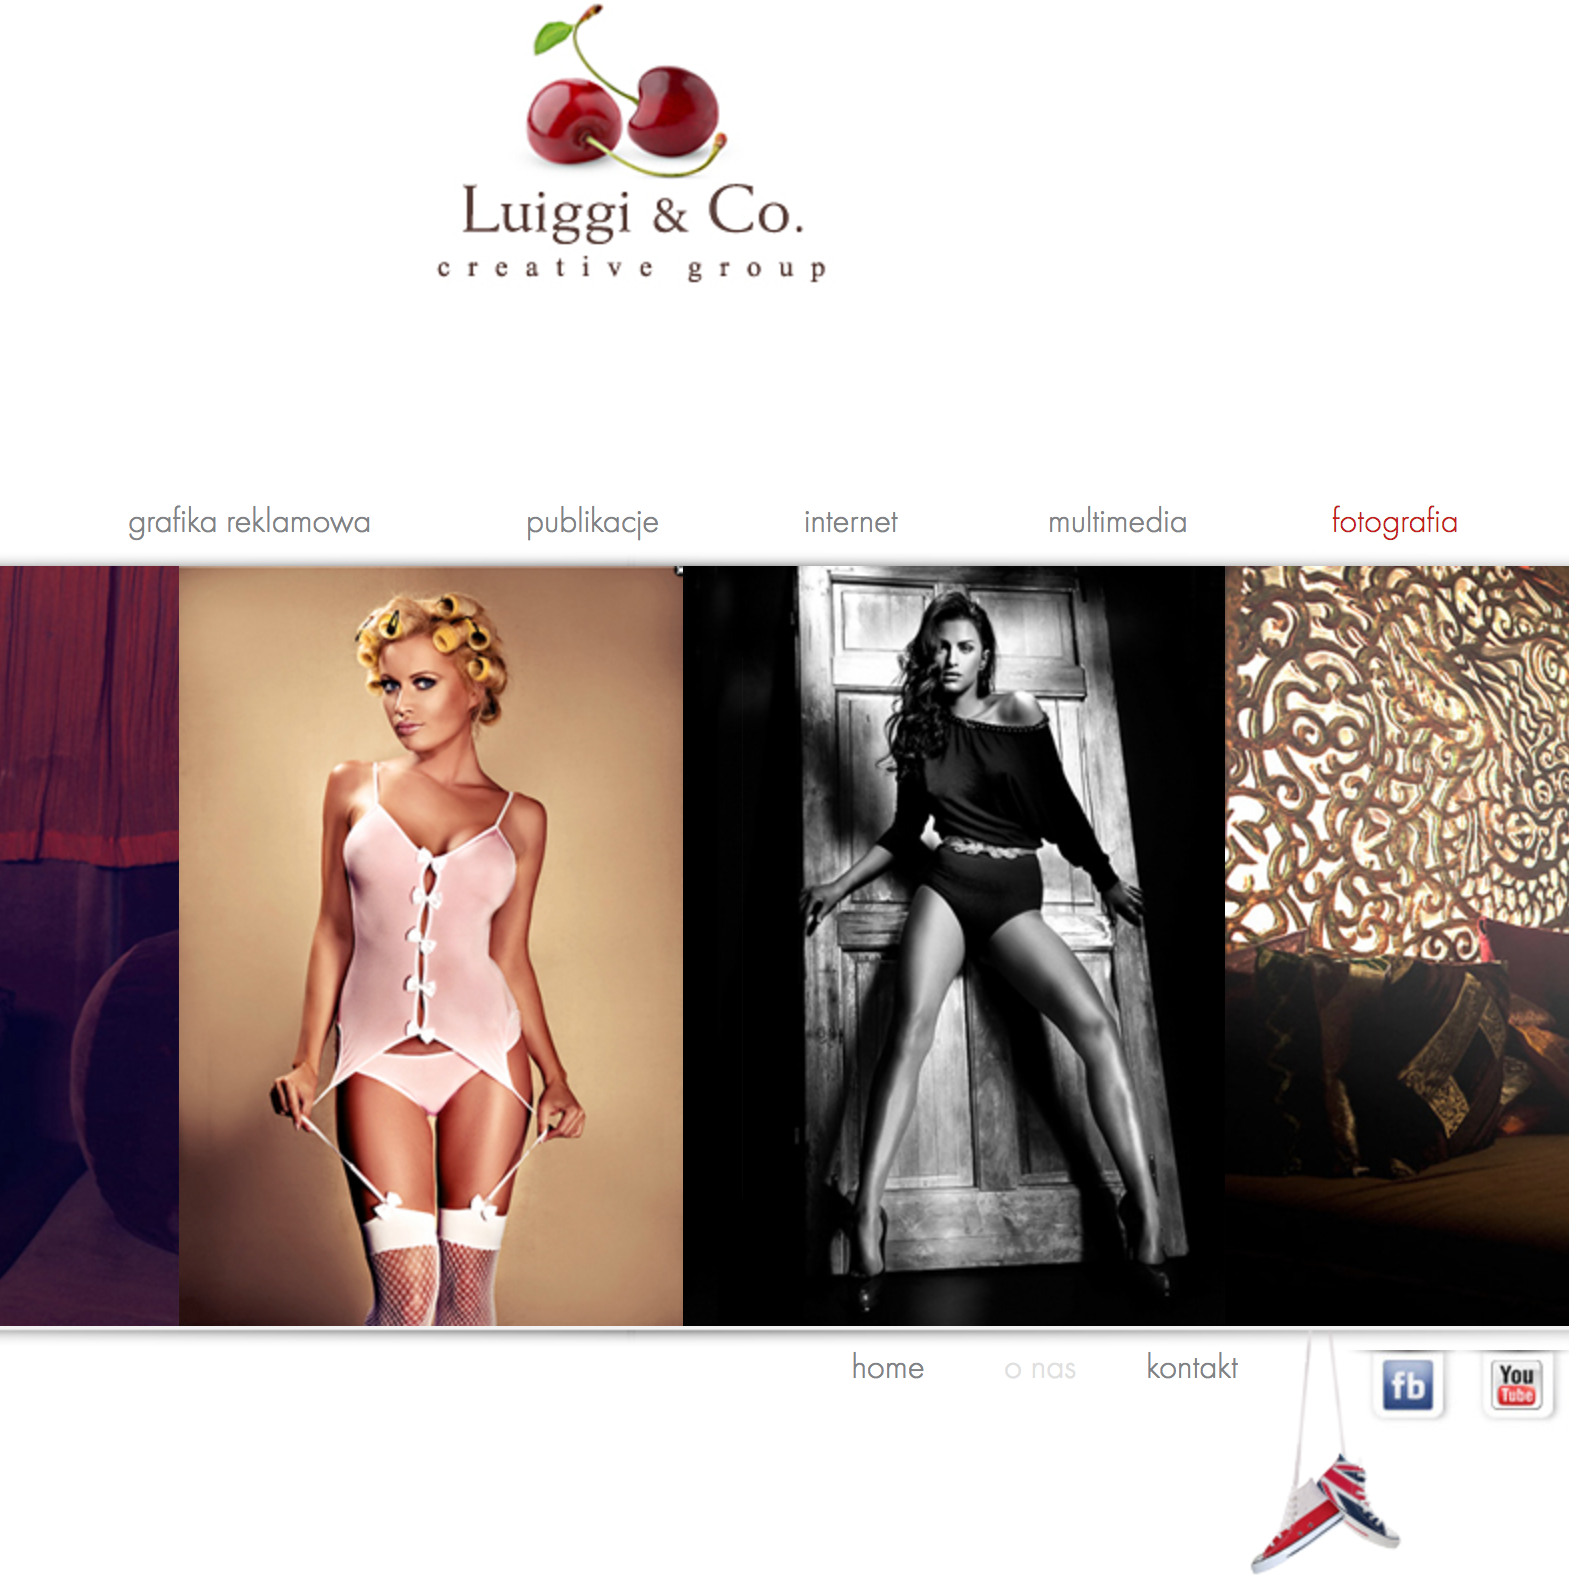 Luiggi & Co.
creative group
grafika reklamowa publikacje internet multimedia fotografia
home o nas kontakt
fb You Tube